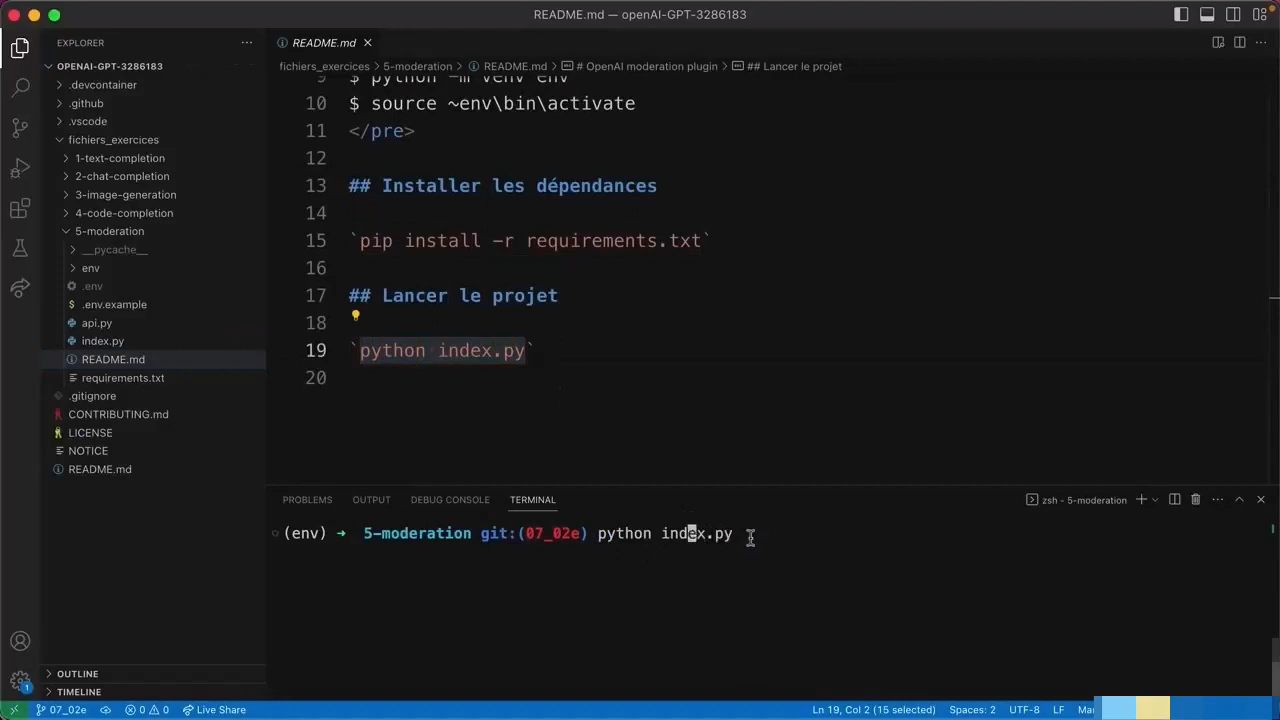 README.md — openAI-GPT-3286183
EXPLORER
README.md
OPENAI-GPT-3286183
fichiers_exercices > 5-moderation > README.md > # OpenAI moderation plugin > ## Lancer le projet
.devcontainer
.github
.vscode
fichiers_exercices
1-text-completion
2-chat-completion
3-image-generation
4-code-completion
5-moderation
__pycache__
env
.env
.env.example
api.py
index.py
README.md
requirements.txt
.gitignore
CONTRIBUTING.md
LICENSE
NOTICE
README.md
OUTLINE
TIMELINE
9 $ python -m venv env
10 $ source ~env\bin\activate
11 </pre>
12
13 ## Installer les dépendances
14
15 `pip install -r requirements.txt`
16
17 ## Lancer le projet
18
19 `python index.py`
20
PROBLEMS OUTPUT DEBUG CONSOLE TERMINAL
zsh - 5-moderation
(env) ➜ 5-moderation git:(07_02e) python index.py
1
07_02e 0 0 Live Share
Ln 19, Col 2 (15 selected) Spaces: 2 UTF-8 LF